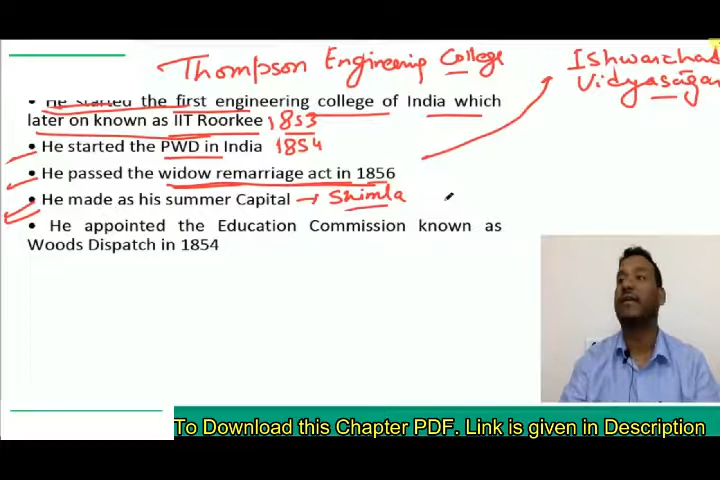 Thompson Engineering College
Ishwarchad
Vidyasagar
• He started the first engineering college of India which
later on known as IIT Roorkee 1853
• He started the PWD in India 1854
• He passed the widow remarriage act in 1856
• He made as his summer Capital → Shimla
• He appointed the Education Commission known as
Woods Dispatch in 1854
To Download this Chapter PDF. Link is given in Description